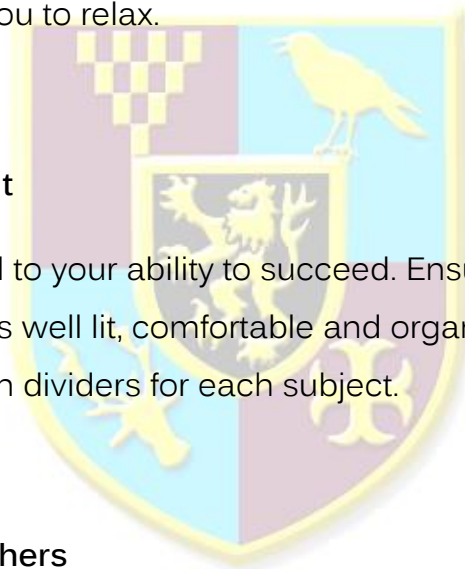 ou to relax.
t
l to your ability to succeed. Ensu
s well lit, comfortable and organ
n dividers for each subject.
hers